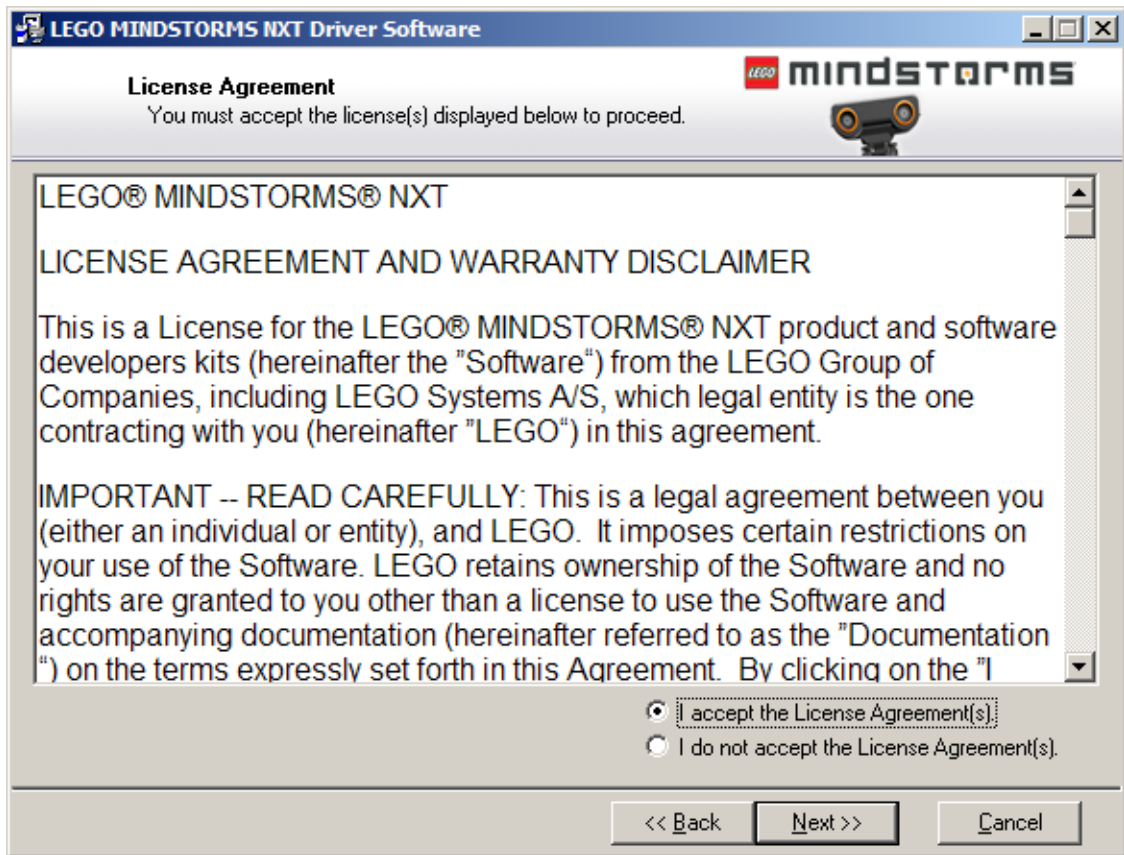 LEGO MINDSTORMS NXT Driver Software
License Agreement
You must accept the license(s) displayed below to proceed.
LEGO mindstorms
LEGO® MINDSTORMS® NXT
LICENSE AGREEMENT AND WARRANTY DISCLAIMER
This is a License for the LEGO® MINDSTORMS® NXT product and software
developers kits (hereinafter the ”Software“) from the LEGO Group of
Companies, including LEGO Systems A/S, which legal entity is the one
contracting with you (hereinafter ”LEGO“) in this agreement.
IMPORTANT -- READ CAREFULLY: This is a legal agreement between you
(either an individual or entity), and LEGO.  It imposes certain restrictions on
your use of the Software. LEGO retains ownership of the Software and no
rights are granted to you other than a license to use the Software and
accompanying documentation (hereinafter referred to as the ”Documentation
“) on the terms expressly set forth in this Agreement.  By clicking on the ”I
I accept the License Agreement(s).
I do not accept the License Agreement(s).
<< Back
Next >>
Cancel